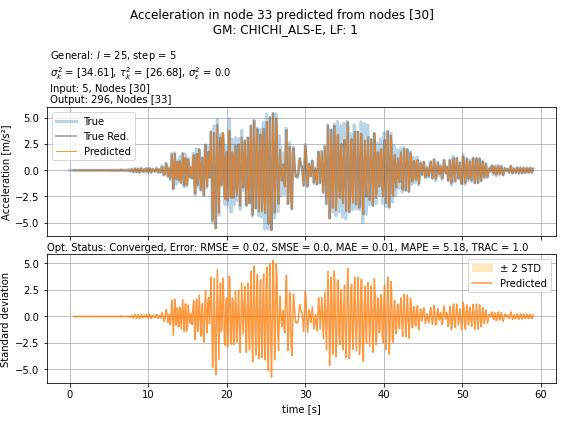 Acceleration in node 33 predicted from nodes [30]
GM: CHICHI_ALS-E, LF: 1
General: l = 25, step = 5
σ²ₖ = [34.61], τ²ₖ = [26.68], σ²ε = 0.0
Input: 5, Nodes [30]
Output: 296, Nodes [33]
Acceleration [m/s²]
5.0
2.5
0.0
−2.5
−5.0
True
True Red.
Predicted
Opt. Status: Converged, Error: RMSE = 0.02, SMSE = 0.0, MAE = 0.01, MAPE = 5.18, TRAC = 1.0
Standard deviation
5.0
2.5
0.0
−2.5
−5.0
± 2 STD
Predicted
0 10 20 30 40 50 60
time [s]